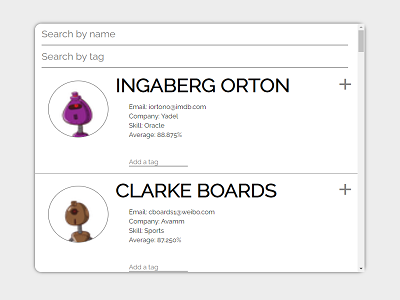 Search by name
Search by tag
INGABERG ORTON
Email: iorton0@imdb.com
Company: Yadel
Skill: Oracle
Average: 88.875%
Add a tag
CLARKE BOARDS
Email: cboards1@weibo.com
Company: Avamm
Skill: Sports
Average: 87.250%
Add a tag